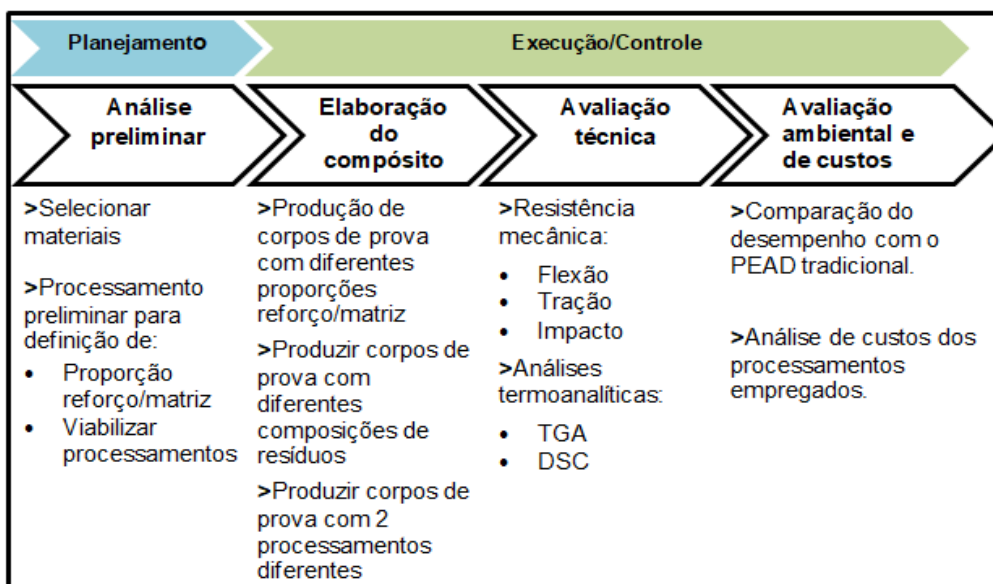 Planejamento
Execução/Controle
Análise
preliminar
Elaboração
do
compósito
Avaliação
técnica
Avaliação
ambiental e
de custos
>Selecionar
materiais
>Processamento
preliminar para
definição de:
• Proporção
reforço/matriz
• Viabilizar
processamentos
>Produção de
corpos de prova
com diferentes
proporções
reforço/matriz
>Produzir corpos de
prova com
diferentes
composições de
resíduos
>Produzir corpos de
prova com 2
processamentos
diferentes
>Resistência
mecânica:
• Flexão
• Tração
• Impacto
>Análises
termoanalíticas:
• TGA
• DSC
>Comparação do
desempenho com o
PEAD tradicional.
>Análise de custos dos
processamentos
empregados.